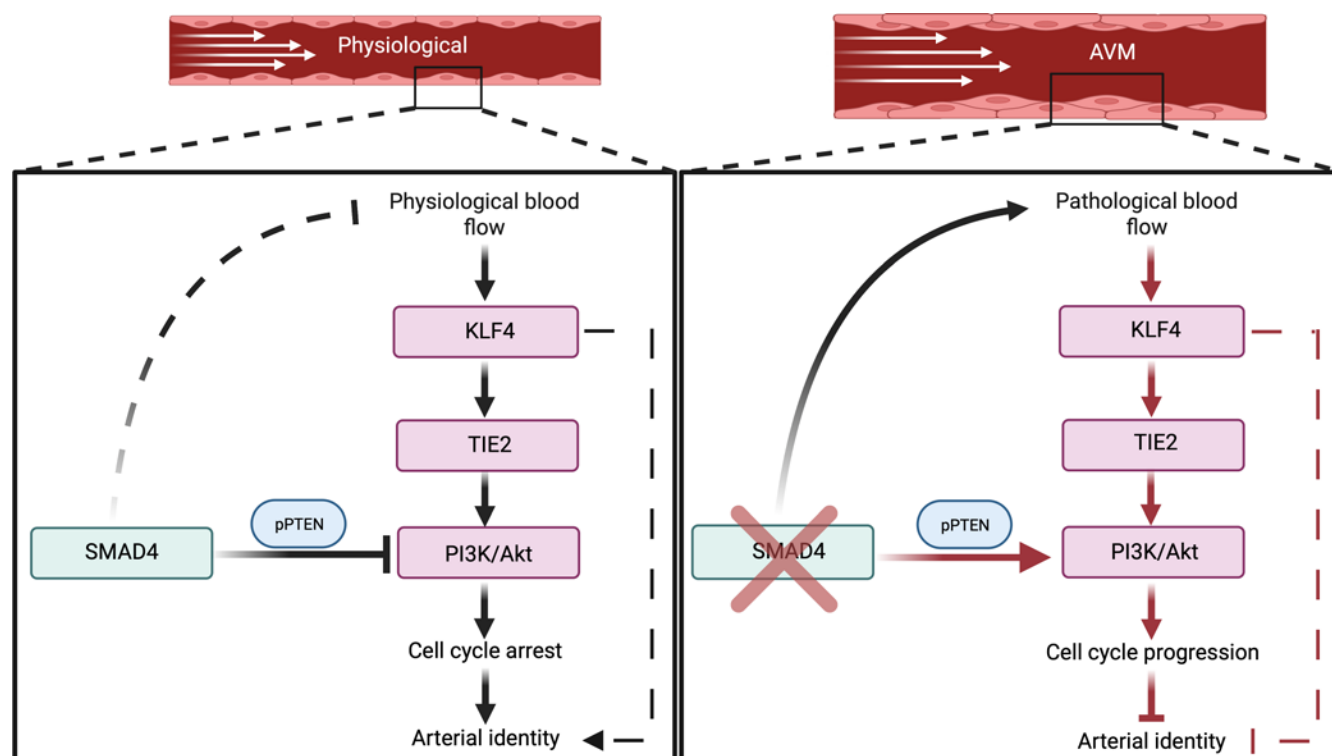 Physiological
AVM
Physiological blood
flow
KLF4
TIE2
pPTEN
SMAD4
PI3K/Akt
Cell cycle arrest
Arterial identity
Pathological blood
flow
KLF4
TIE2
pPTEN
SMAD4
PI3K/Akt
Cell cycle progression
Arterial identity